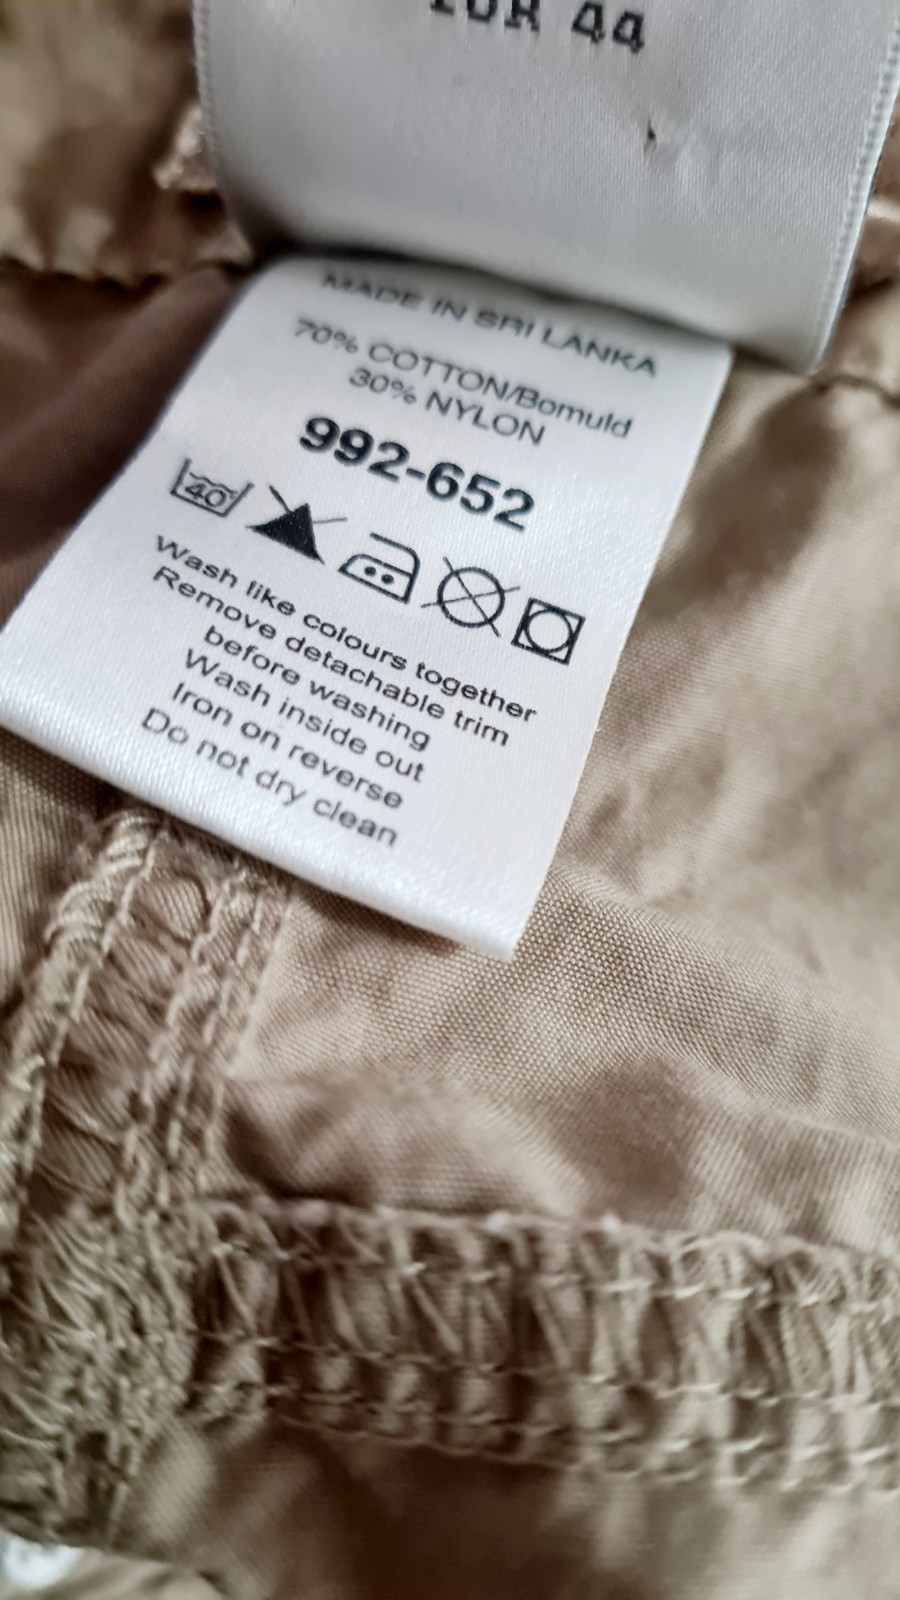 EUR 44
MADE IN SRI LANKA
70% COTTON/Bomuld
30% NYLON
992-652
40
Wash like colours together
Remove detachable trim
before washing
Wash inside out
Iron on reverse
Do not dry clean